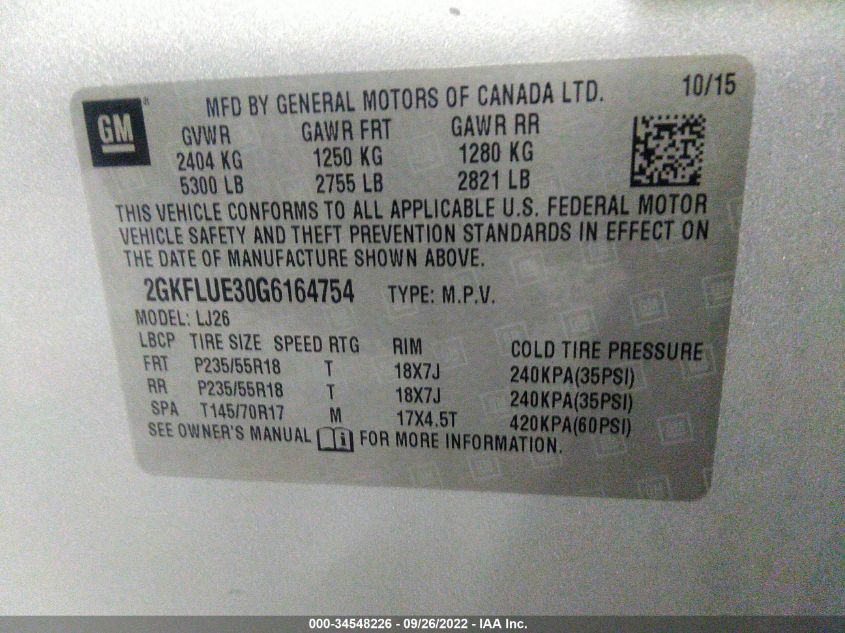 GM ®
MFD BY GENERAL MOTORS OF CANADA LTD. 10/15
GVWR GAWR FRT GAWR RR
2404 KG 1250 KG 1280 KG
5300 LB 2755 LB 2821 LB
THIS VEHICLE CONFORMS TO ALL APPLICABLE U.S. FEDERAL MOTOR
VEHICLE SAFETY AND THEFT PREVENTION STANDARDS IN EFFECT ON
THE DATE OF MANUFACTURE SHOWN ABOVE.
2GKFLUE30G6164754 TYPE: M.P.V.
MODEL: LJ26
LBCP TIRE SIZE SPEED RTG RIM COLD TIRE PRESSURE
FRT P235/55R18 T 18X7J 240KPA(35PSI)
RR P235/55R18 T 18X7J 240KPA(35PSI)
SPA T145/70R17 M 17X4.5T 420KPA(60PSI)
SEE OWNER'S MANUAL FOR MORE INFORMATION.
000-34548226 - 09/26/2022 - IAA Inc.